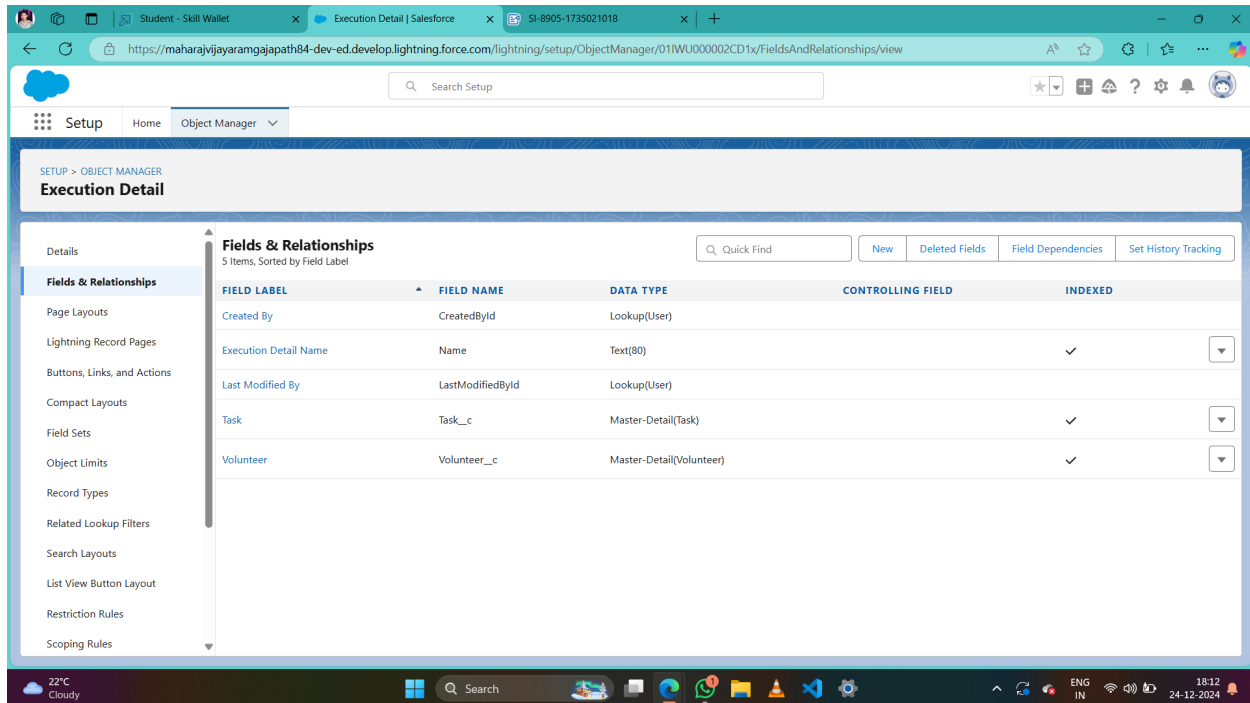 Student - Skill Wallet
Execution Detail | Salesforce
SI-8905-1735021018
https://maharajvijayaramgajapath84-dev-ed.develop.lightning.force.com/lightning/setup/ObjectManager/01IWU000002CD1x/FieldsAndRelationships/view
Search Setup
Setup Home Object Manager
SETUP > OBJECT MANAGER
Execution Detail
Details
Fields & Relationships
Page Layouts
Lightning Record Pages
Buttons, Links, and Actions
Compact Layouts
Field Sets
Object Limits
Record Types
Related Lookup Filters
Search Layouts
List View Button Layout
Restriction Rules
Scoping Rules
Fields & Relationships
5 Items, Sorted by Field Label
Quick Find New Deleted Fields Field Dependencies Set History Tracking
FIELD LABEL FIELD NAME DATA TYPE CONTROLLING FIELD INDEXED
Created By CreatedById Lookup(User)
Execution Detail Name Name Text(80)
Last Modified By LastModifiedById Lookup(User)
Task Task__c Master-Detail(Task)
Volunteer Volunteer__c Master-Detail(Volunteer)
22°C
Cloudy
Search
1
ENG
IN
18:12
24-12-2024